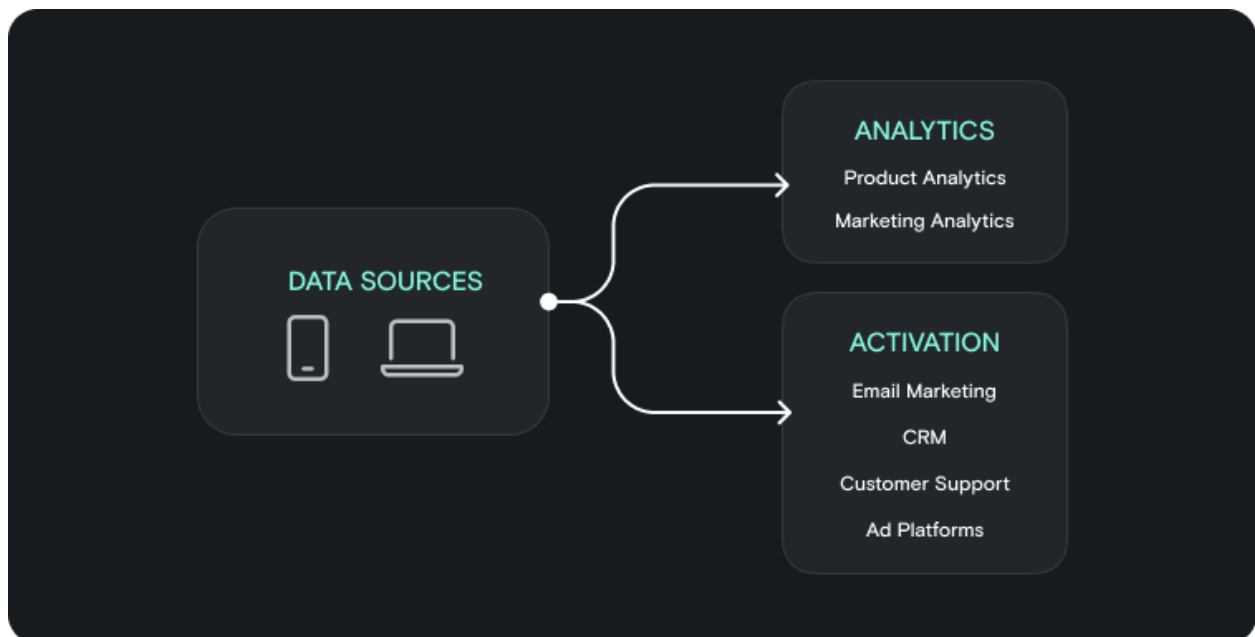 DATA SOURCES
ANALYTICS
Product Analytics
Marketing Analytics
ACTIVATION
Email Marketing
CRM
Customer Support
Ad Platforms